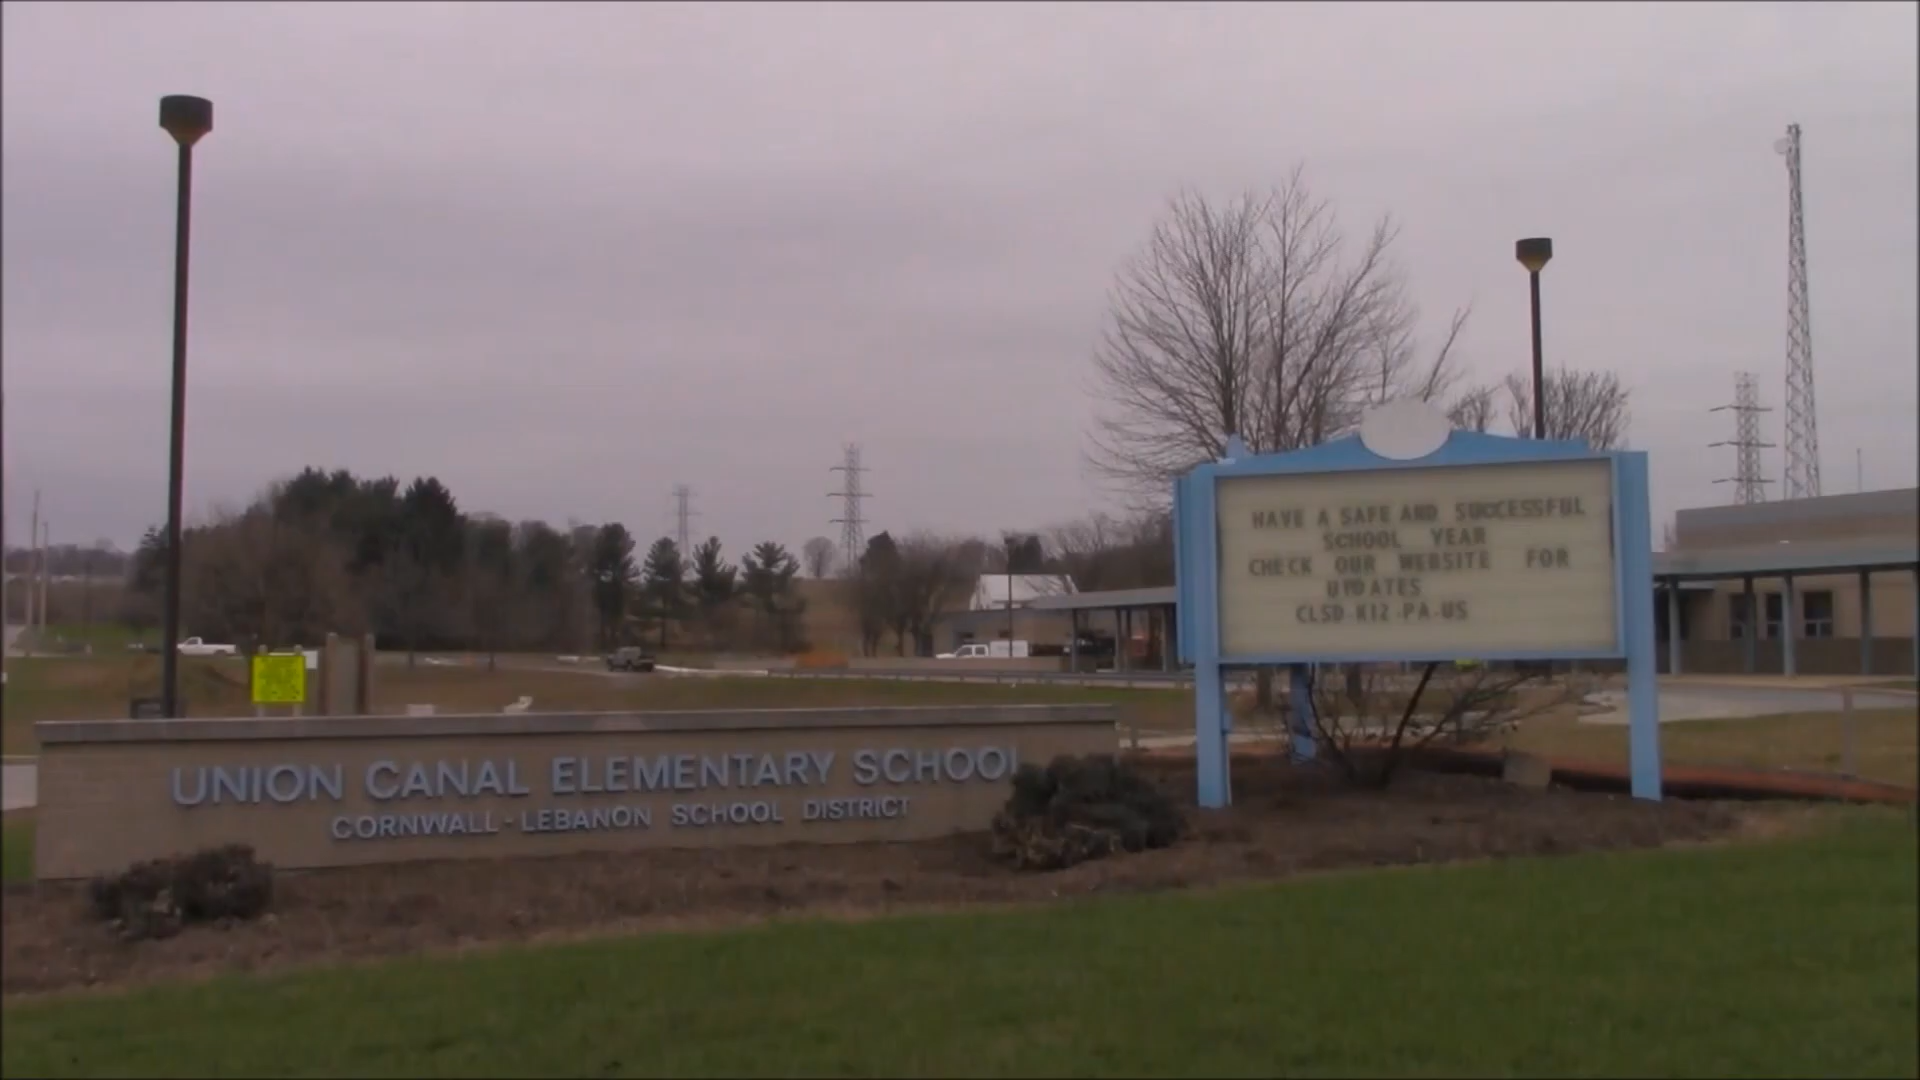 UNION CANAL ELEMENTARY SCHOOL
CORNWALL-LEBANON SCHOOL DISTRICT
HAVE A SAFE AND SUCCESSFUL
SCHOOL YEAR
CHECK OUR WEBSITE FOR
UPDATES
CLSD-K12-PA-US